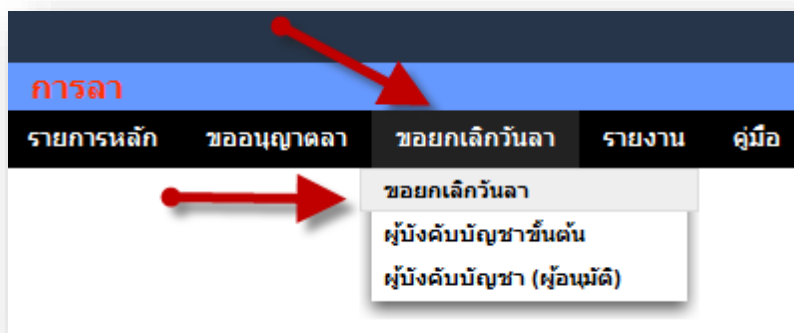 การลา
รายการหลัก ขออนุญาตลา ขอยกเลิกวันลา รายงาน คู่มือ
ขอยกเลิกวันลา
ผู้บังคับบัญชาขั้นต้น
ผู้บังคับบัญชา (ผู้อนุมัติ)